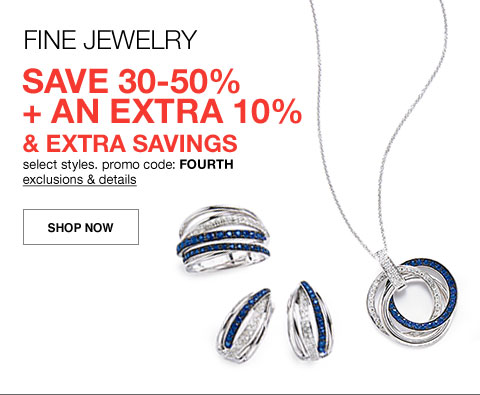 FINE JEWELRY
SAVE 30-50%
+ AN EXTRA 10%
& EXTRA SAVINGS
select styles. promo code: FOURTH
exclusions & details
SHOP NOW